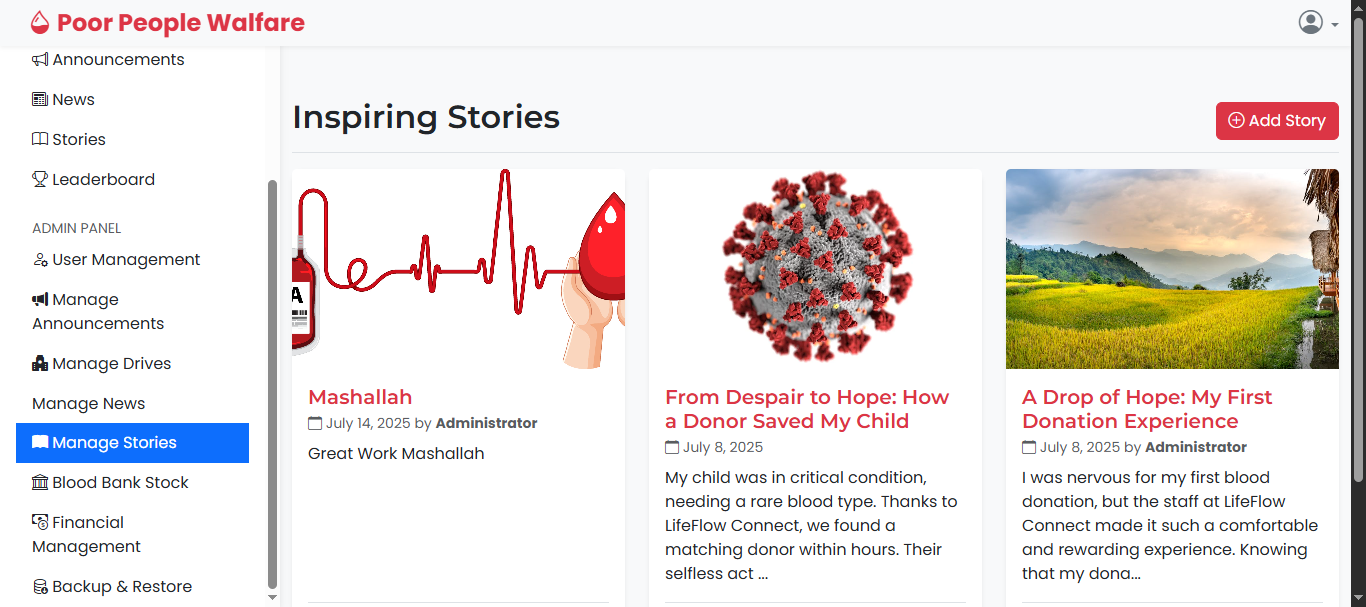 Poor People Walfare
Announcements
News
Stories
Leaderboard
ADMIN PANEL
User Management
Manage
Announcements
Manage Drives
Manage News
Manage Stories
Blood Bank Stock
Financial
Management
Backup & Restore
Inspiring Stories
Add Story
A
Mashallah
July 14, 2025 by Administrator
Great Work Mashallah
From Despair to Hope: How
a Donor Saved My Child
July 8, 2025
My child was in critical condition,
needing a rare blood type. Thanks to
LifeFlow Connect, we found a
matching donor within hours. Their
selfless act ...
A Drop of Hope: My First
Donation Experience
July 8, 2025 by Administrator
I was nervous for my first blood
donation, but the staff at LifeFlow
Connect made it such a comfortable
and rewarding experience. Knowing
that my dona...